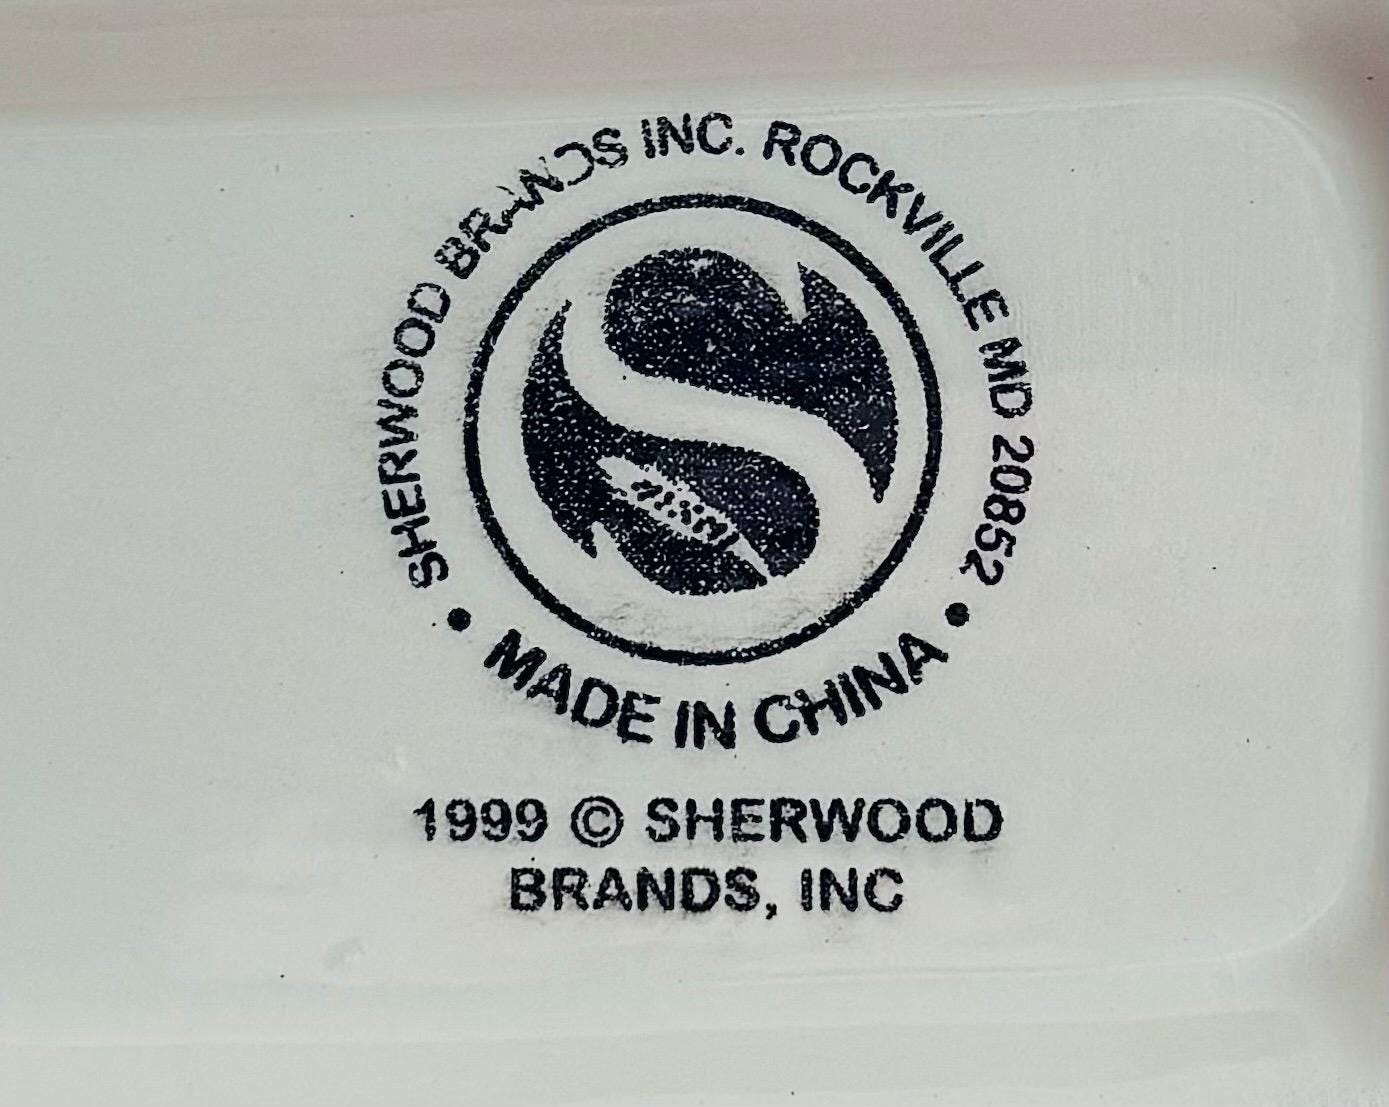 SHERWOOD BRANDS INC. ROCKVILLE MD 20852
• MADE IN CHINA •
1999 © SHERWOOD
BRANDS, INC